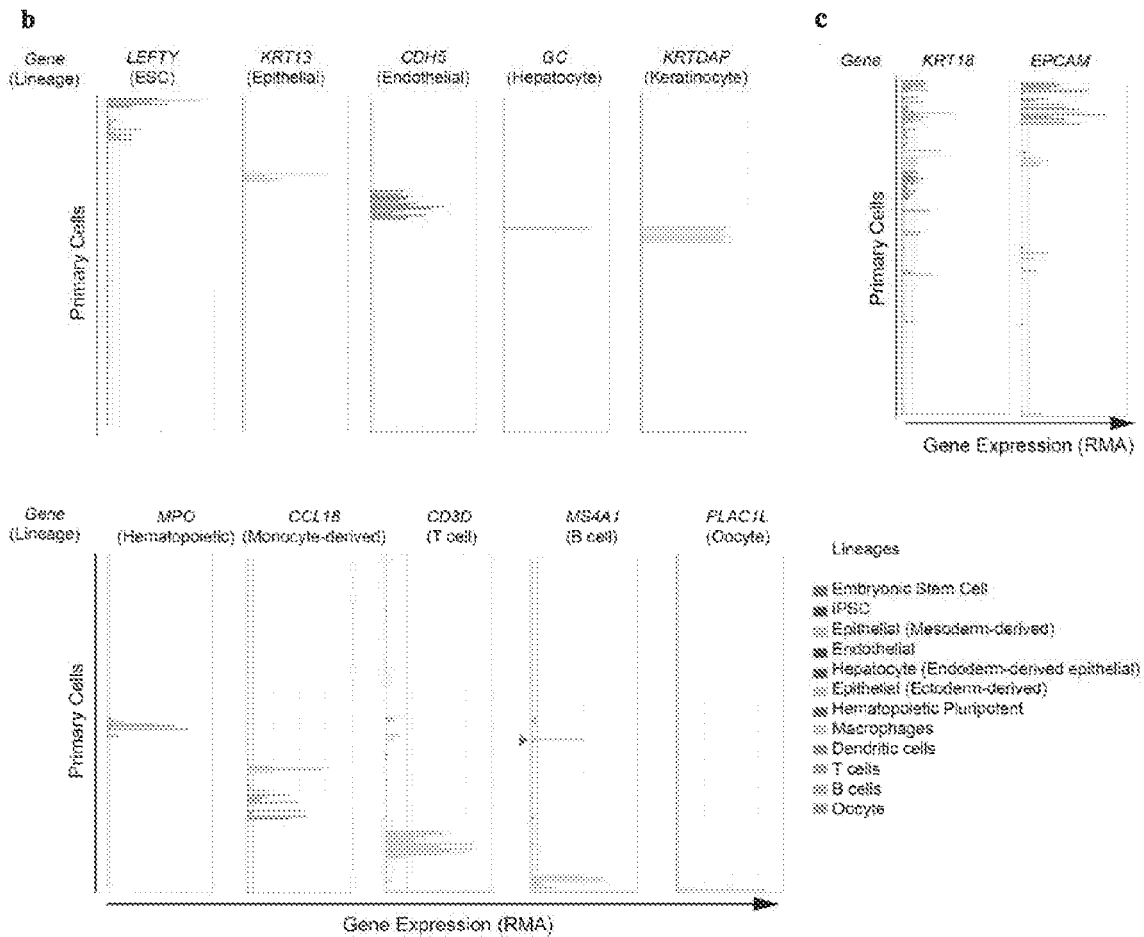 b
Gene
(Lineage)
LEFTY
(ESC)
KRT13
(Epithelial)
CDH5
(Endothelial)
GC
(Hepatocyte)
KRTDAP
(Keratinocyte)
Primary Cells
c
Gene
KRT18
EPCAM
Primary Cells
Gene Expression (RMA)
Gene
(Lineage)
MPO
(Hematopoietic)
CCL18
(Monocyte-derived)
CD3D
(T cell)
MS4A1
(B cell)
PLAC1L
(Oocyte)
Primary Cells
Gene Expression (RMA)
Lineages
Embryonic Stem Cell
iPSC
Epithelial (Mesoderm-derived)
Endothelial
Hepatocyte (Endoderm-derived epithelial)
Epithelial (Ectoderm-derived)
Hematopoietic Pluripotent
Macrophages
Dendritic cells
T cells
B cells
Oocyte